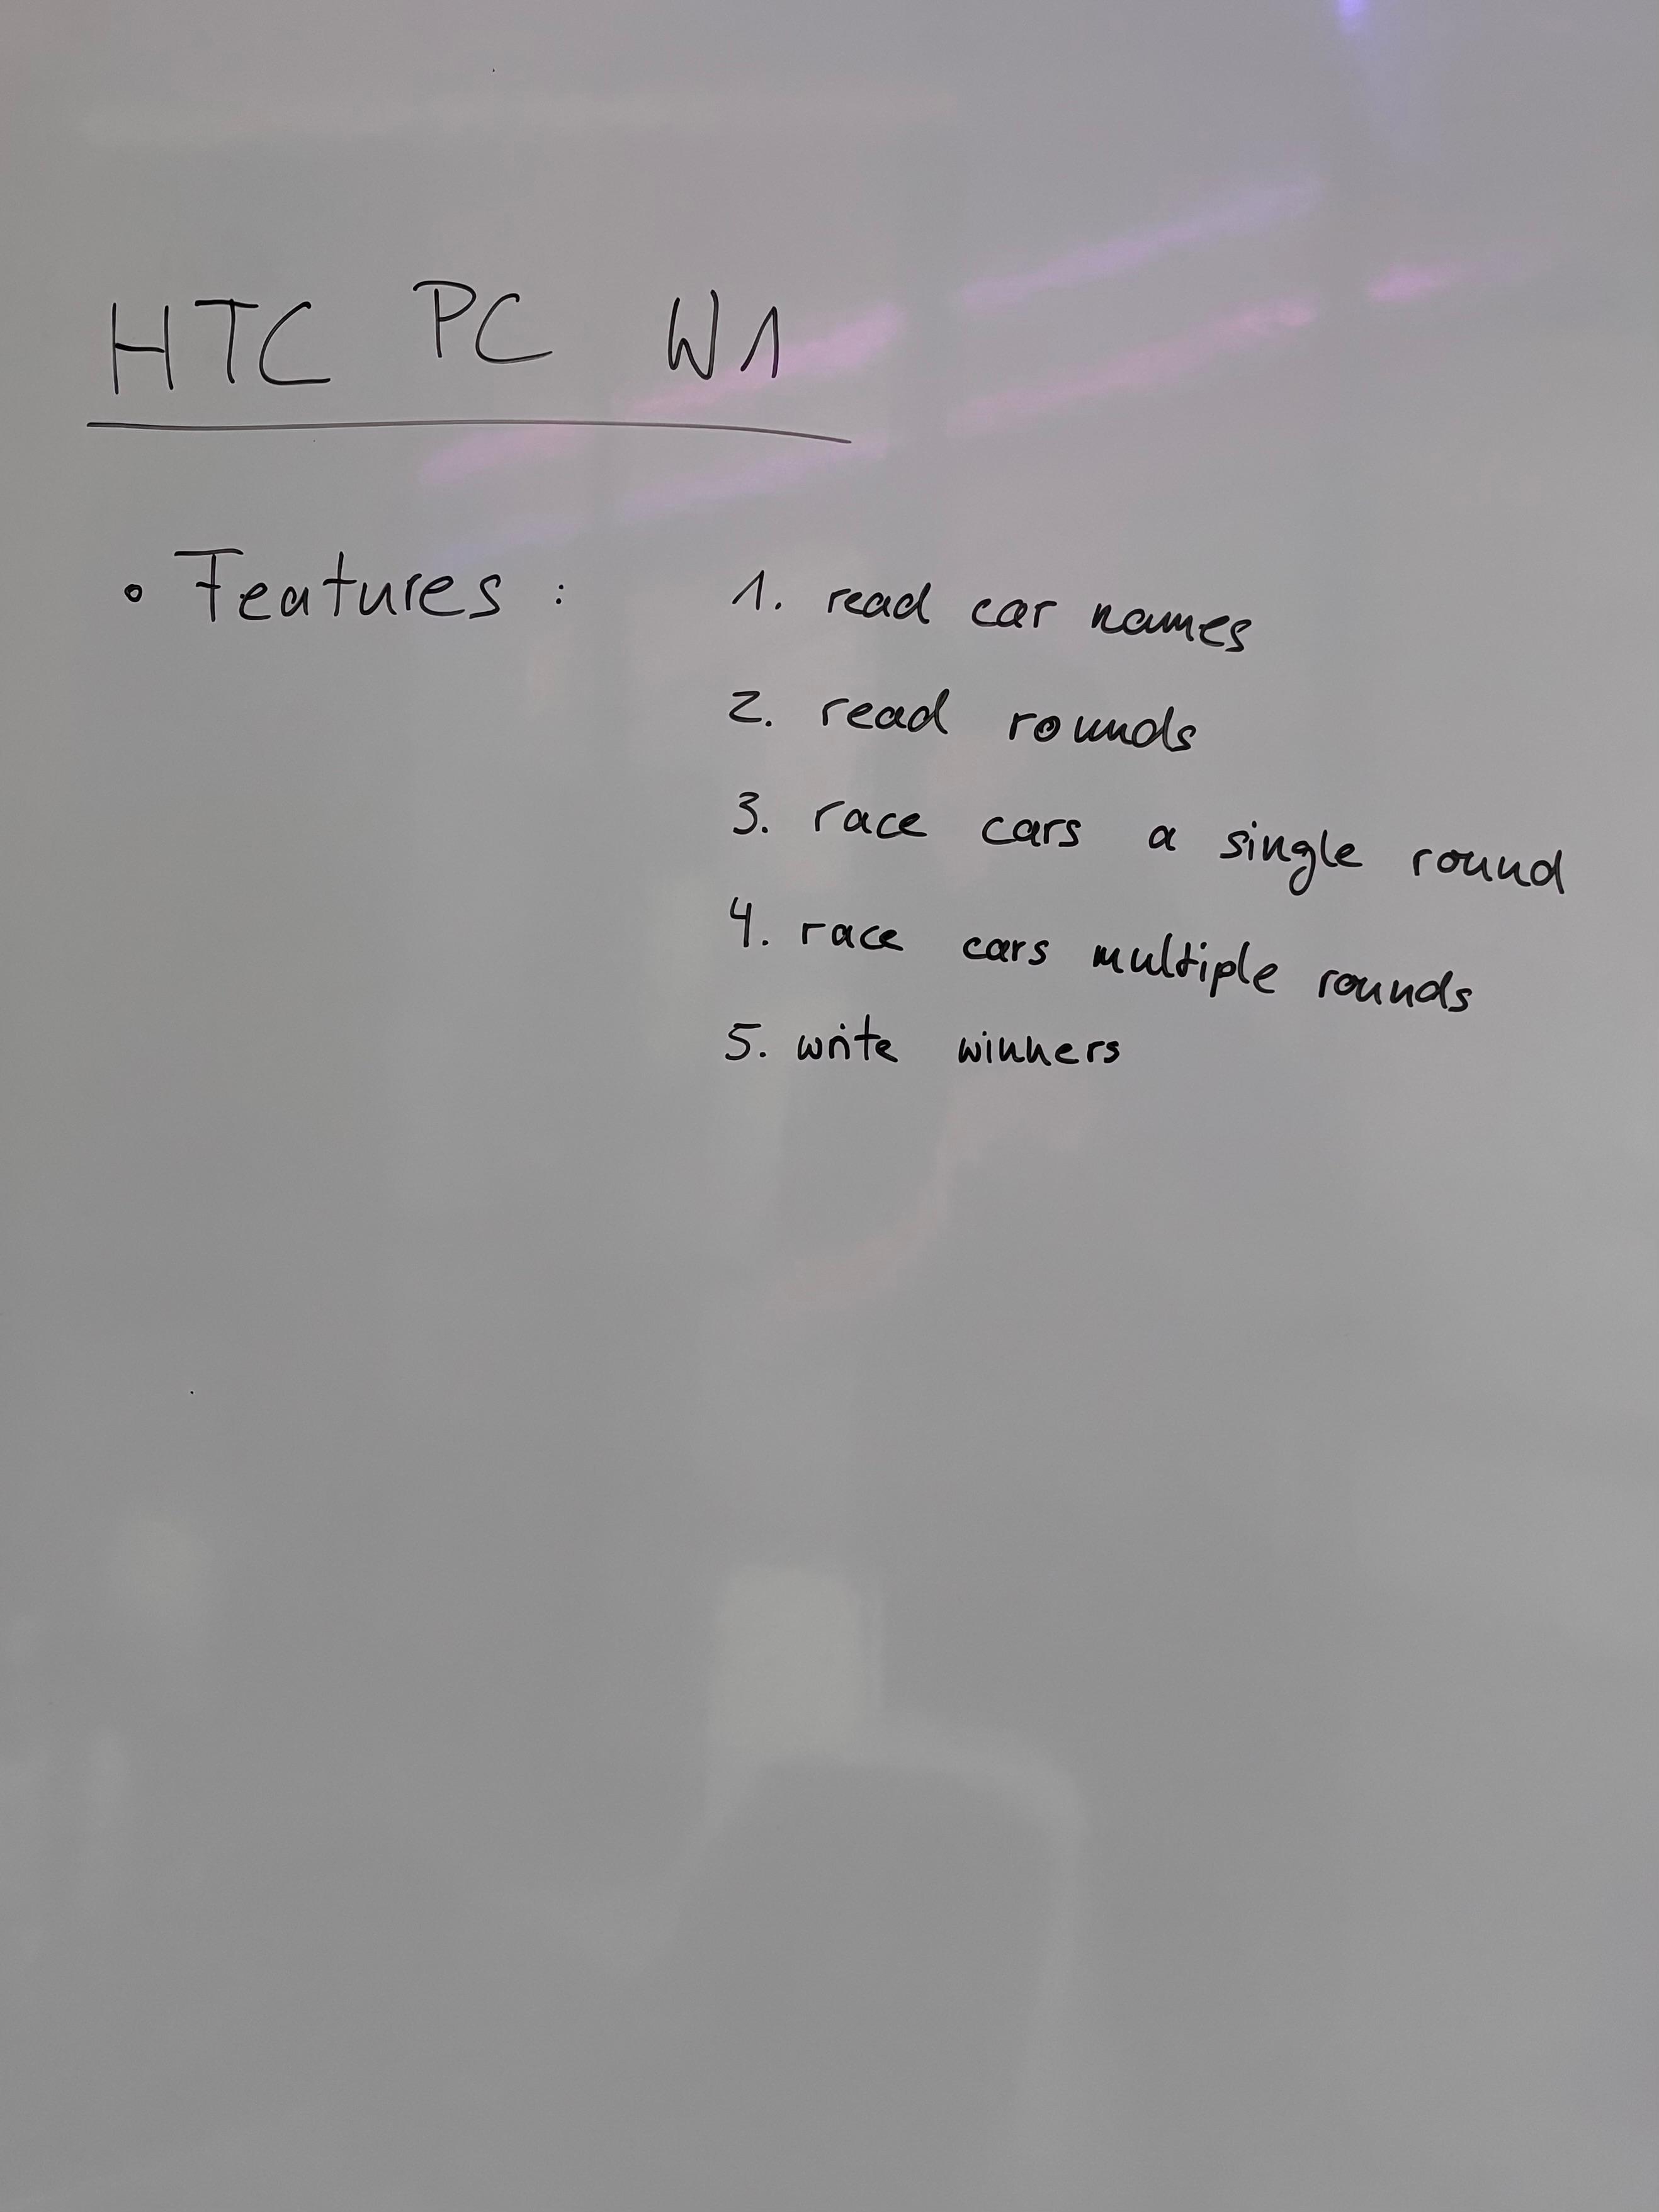 HTC PC W1
• Features : 1. read car names
2. read rounds
3. race cars a single round
4. race cars multiple rounds
5. write winners